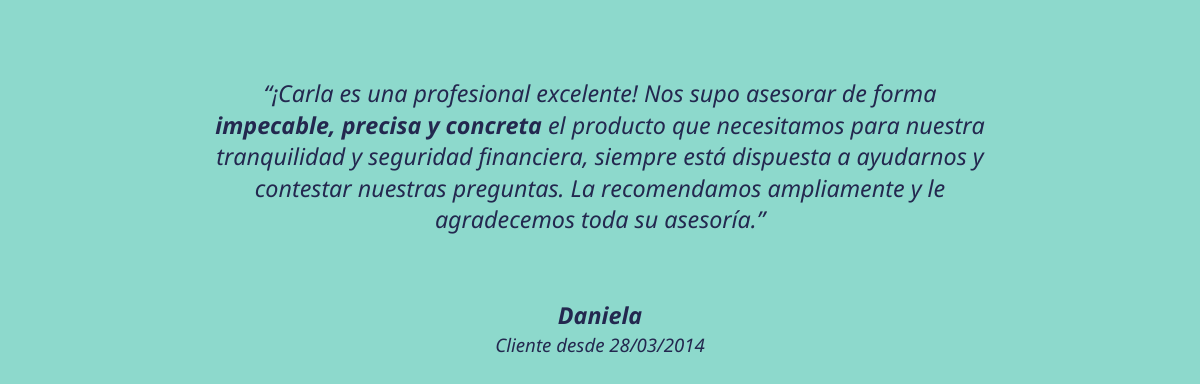 “¡Carla es una profesional excelente! Nos supo asesorar de forma
impecable, precisa y concreta el producto que necesitamos para nuestra
tranquilidad y seguridad financiera, siempre está dispuesta a ayudarnos y
contestar nuestras preguntas. La recomendamos ampliamente y le
agradecemos toda su asesoría.”
Daniela
Cliente desde 28/03/2014